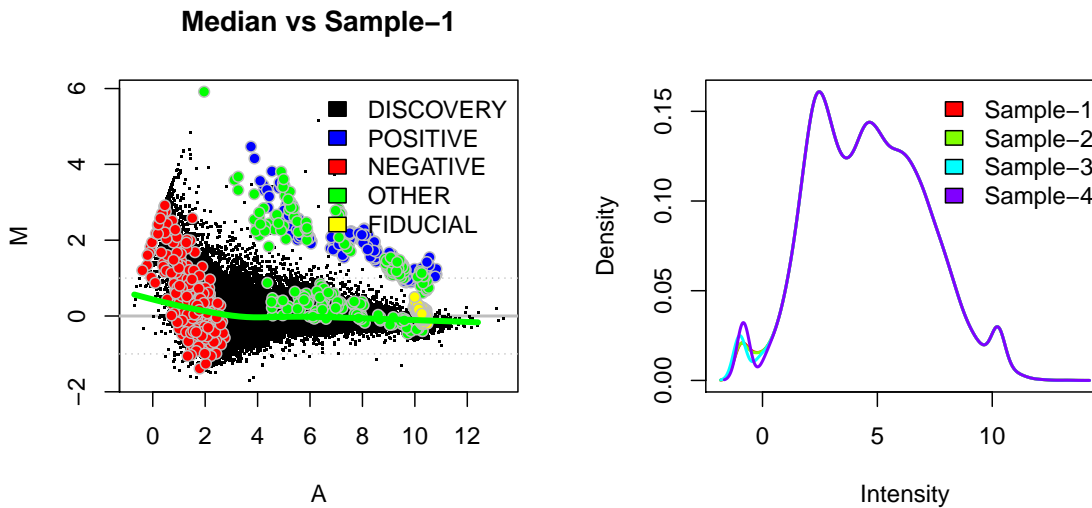 Median vs Sample−1
M
6
4
2
0
−2
0 2 4 6 8 10 12
A
DISCOVERY
POSITIVE
NEGATIVE
OTHER
FIDUCIAL
Density
0.15
0.10
0.05
0.00
0 5 10
Intensity
Sample−1
Sample−2
Sample−3
Sample−4